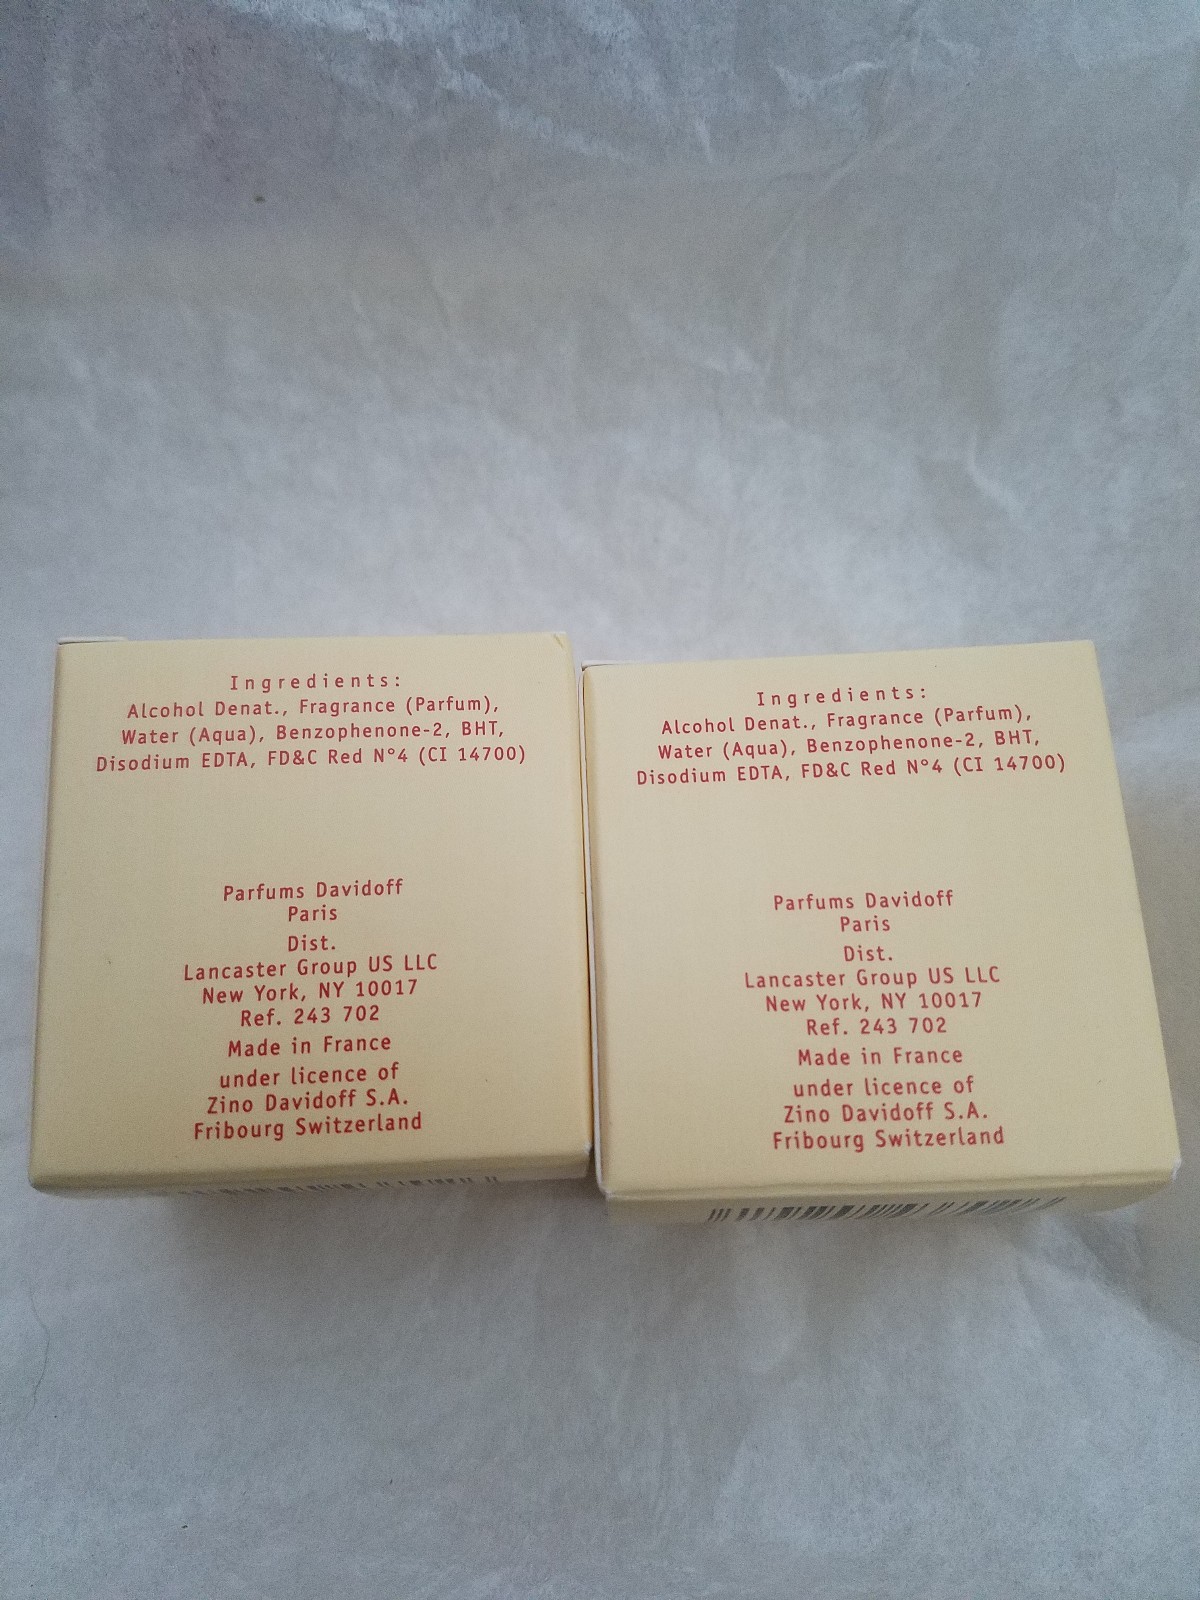 Ingredients:
Alcohol Denat., Fragrance (Parfum),
Water (Aqua), Benzophenone-2, BHT,
Disodium EDTA, FD&C Red N°4 (CI 14700)
Parfums Davidoff
Paris
Dist.
Lancaster Group US LLC
New York, NY 10017
Ref. 243 702
Made in France
under licence of
Zino Davidoff S.A.
Fribourg Switzerland
Ingredients:
Alcohol Denat., Fragrance (Parfum),
Water (Aqua), Benzophenone-2, BHT,
Disodium EDTA, FD&C Red N°4 (CI 14700)
Parfums Davidoff
Paris
Dist.
Lancaster Group US LLC
New York, NY 10017
Ref. 243 702
Made in France
under licence of
Zino Davidoff S.A.
Fribourg Switzerland